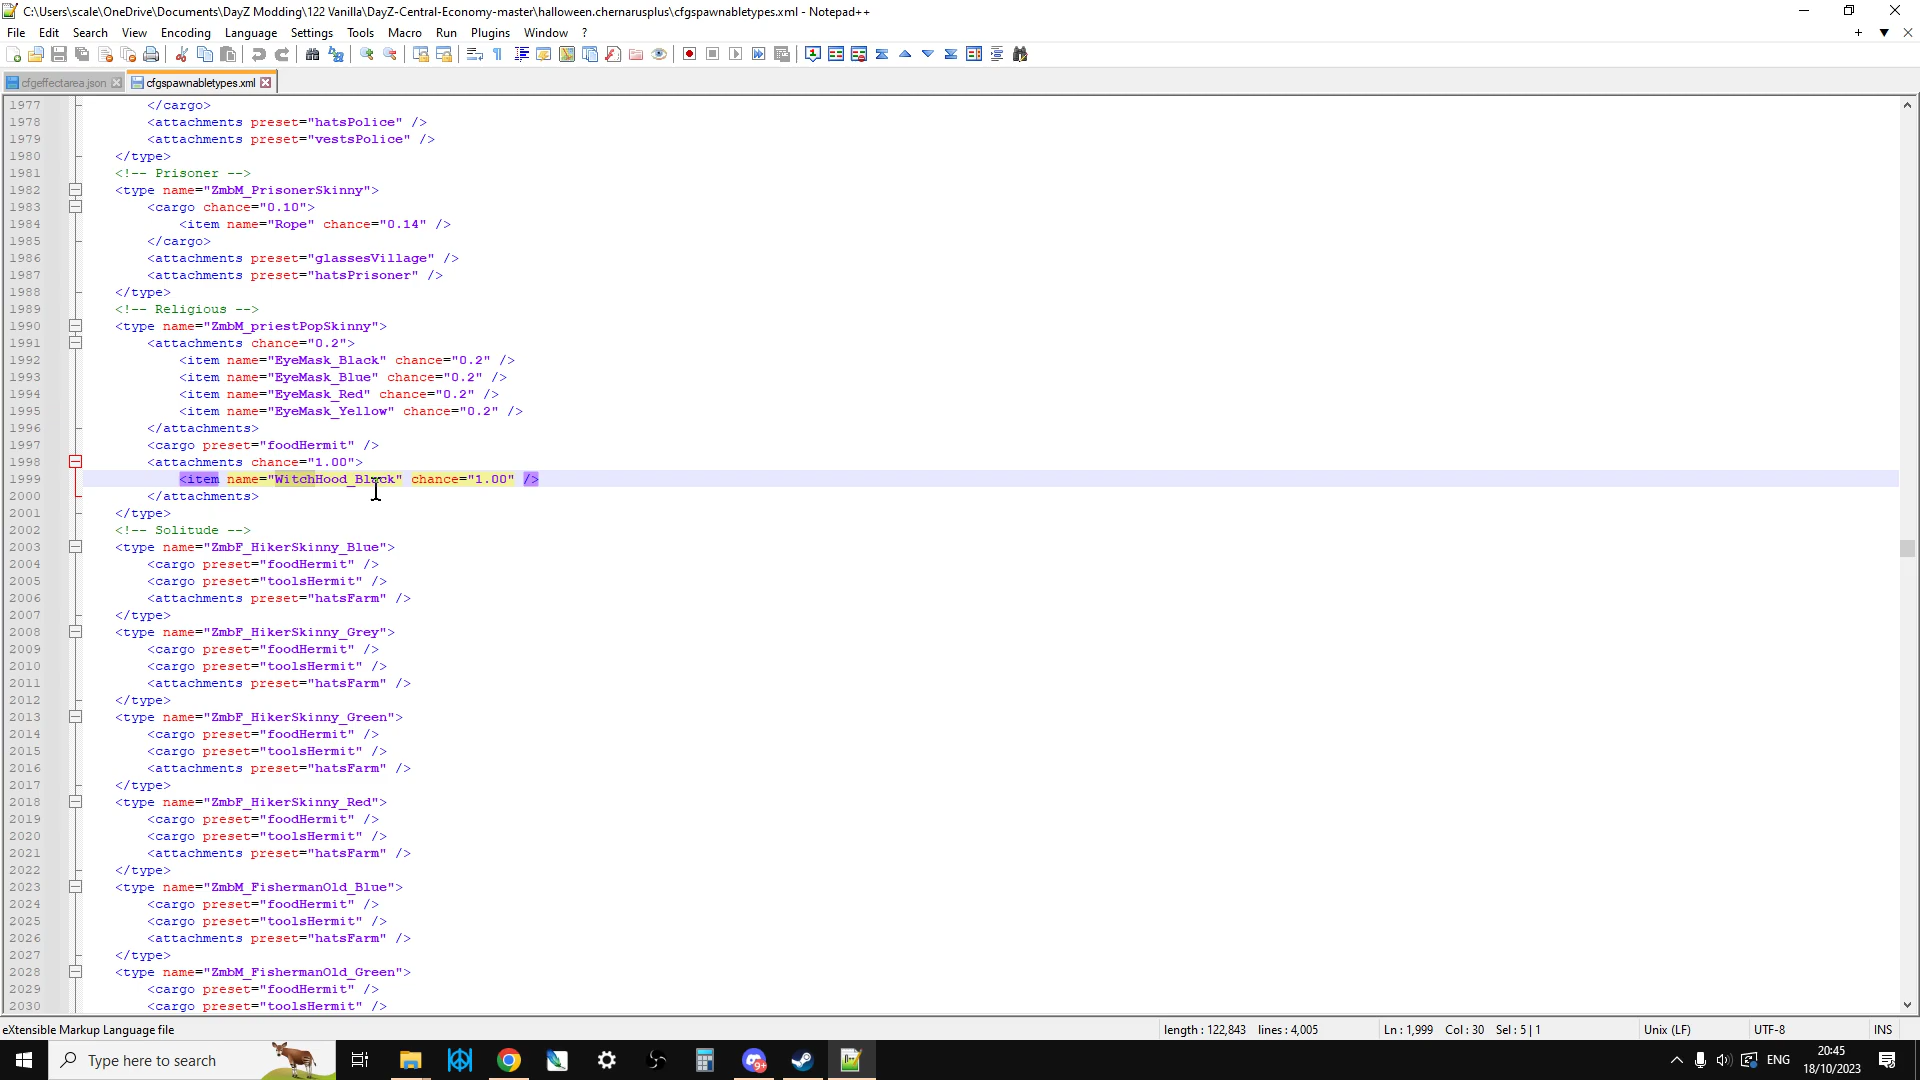 C:\Users\scale\OneDrive\Documents\DayZ Modding\122 Vanilla\DayZ-Central-Economy-master\halloween.chernarusplus\cfgspawnabletypes.xml - Notepad++
File Edit Search View Encoding Language Settings Tools Macro Run Plugins Window ?
cfgeffectarea.json cfgspawnabletypes.xml
1977 </cargo>
1978 <attachments preset="hatsPolice" />
1979 <attachments preset="vestsPolice" />
1980 </type>
1981 <!-- Prisoner -->
1982 <type name="ZmbM_PrisonerSkinny">
1983 <cargo chance="0.10">
1984 <item name="Rope" chance="0.14" />
1985 </cargo>
1986 <attachments preset="glassesVillage" />
1987 <attachments preset="hatsPrisoner" />
1988 </type>
1989 <!-- Religious -->
1990 <type name="ZmbM_priestPopSkinny">
1991 <attachments chance="0.2">
1992 <item name="EyeMask_Black" chance="0.2" />
1993 <item name="EyeMask_Blue" chance="0.2" />
1994 <item name="EyeMask_Red" chance="0.2" />
1995 <item name="EyeMask_Yellow" chance="0.2" />
1996 </attachments>
1997 <cargo preset="foodHermit" />
1998 <attachments chance="1.00">
1999 <item name="WitchHood_Black" chance="1.00" />
2000 </attachments>
2001 </type>
2002 <!-- Solitude -->
2003 <type name="ZmbF_HikerSkinny_Blue">
2004 <cargo preset="foodHermit" />
2005 <cargo preset="toolsHermit" />
2006 <attachments preset="hatsFarm" />
2007 </type>
2008 <type name="ZmbF_HikerSkinny_Grey">
2009 <cargo preset="foodHermit" />
2010 <cargo preset="toolsHermit" />
2011 <attachments preset="hatsFarm" />
2012 </type>
2013 <type name="ZmbF_HikerSkinny_Green">
2014 <cargo preset="foodHermit" />
2015 <cargo preset="toolsHermit" />
2016 <attachments preset="hatsFarm" />
2017 </type>
2018 <type name="ZmbF_HikerSkinny_Red">
2019 <cargo preset="foodHermit" />
2020 <cargo preset="toolsHermit" />
2021 <attachments preset="hatsFarm" />
2022 </type>
2023 <type name="ZmbM_FishermanOld_Blue">
2024 <cargo preset="foodHermit" />
2025 <cargo preset="toolsHermit" />
2026 <attachments preset="hatsFarm" />
2027 </type>
2028 <type name="ZmbM_FishermanOld_Green">
2029 <cargo preset="foodHermit" />
2030 <cargo preset="toolsHermit" />
eXtensible Markup Language file length : 122,843 lines : 4,005 Ln : 1,999 Col : 30 Sel : 5 | 1 Unix (LF) UTF-8 INS
Type here to search 9+ ENG 20:45
18/10/2023